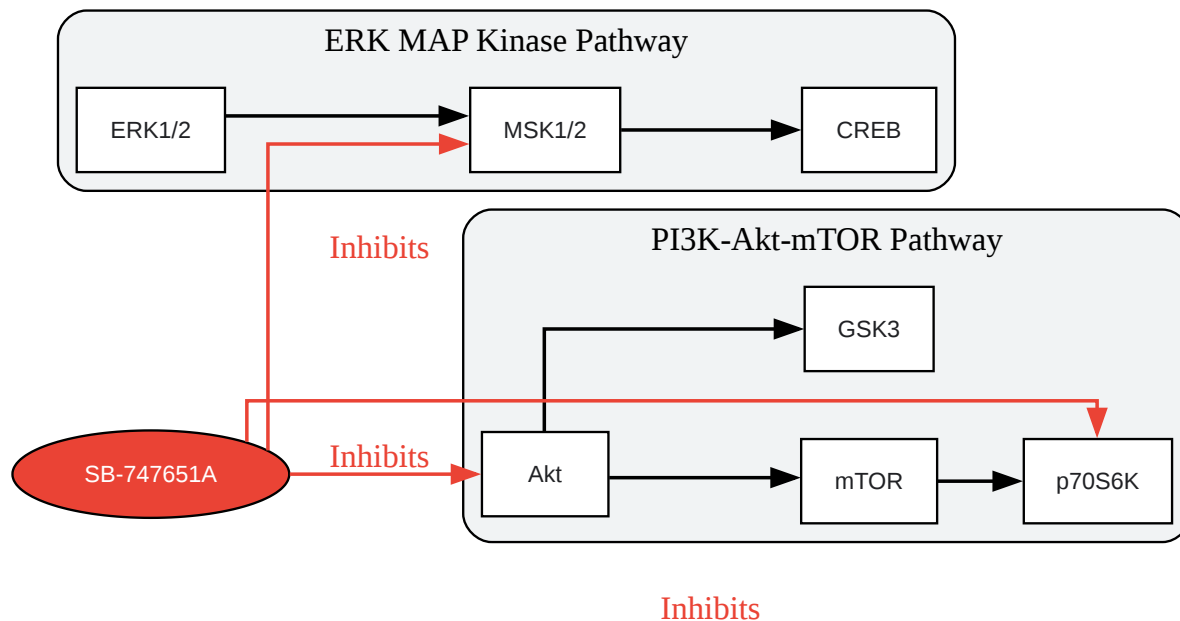 ERK MAP Kinase Pathway
ERK1/2
MSK1/2
CREB
Inhibits
PI3K-Akt-mTOR Pathway
GSK3
SB-747651A
Inhibits
Akt
mTOR
p70S6K
Inhibits